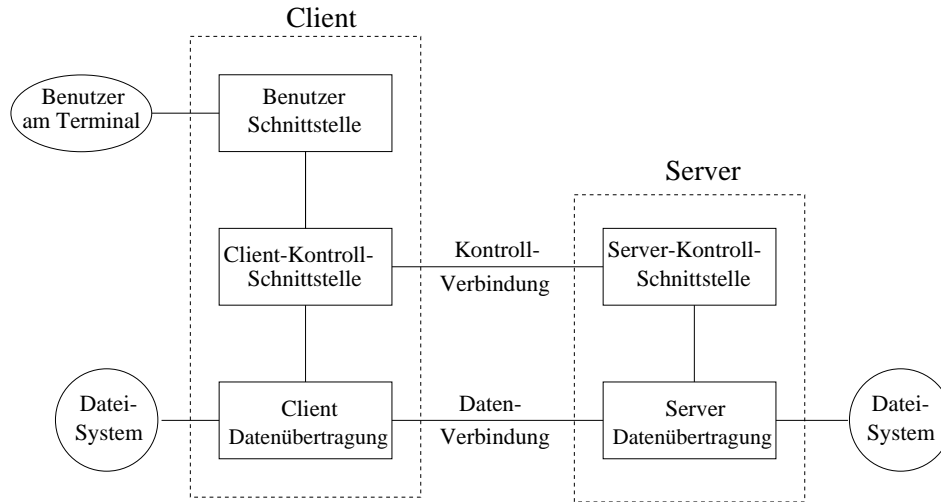 Client
Benutzer
am Terminal
Benutzer
Schnittstelle
Server
Client-Kontroll-
Schnittstelle
Kontroll-
Verbindung
Server-Kontroll-
Schnittstelle
Datei-
System
Client
Datenübertragung
Daten-
Verbindung
Server
Datenübertragung
Datei-
System